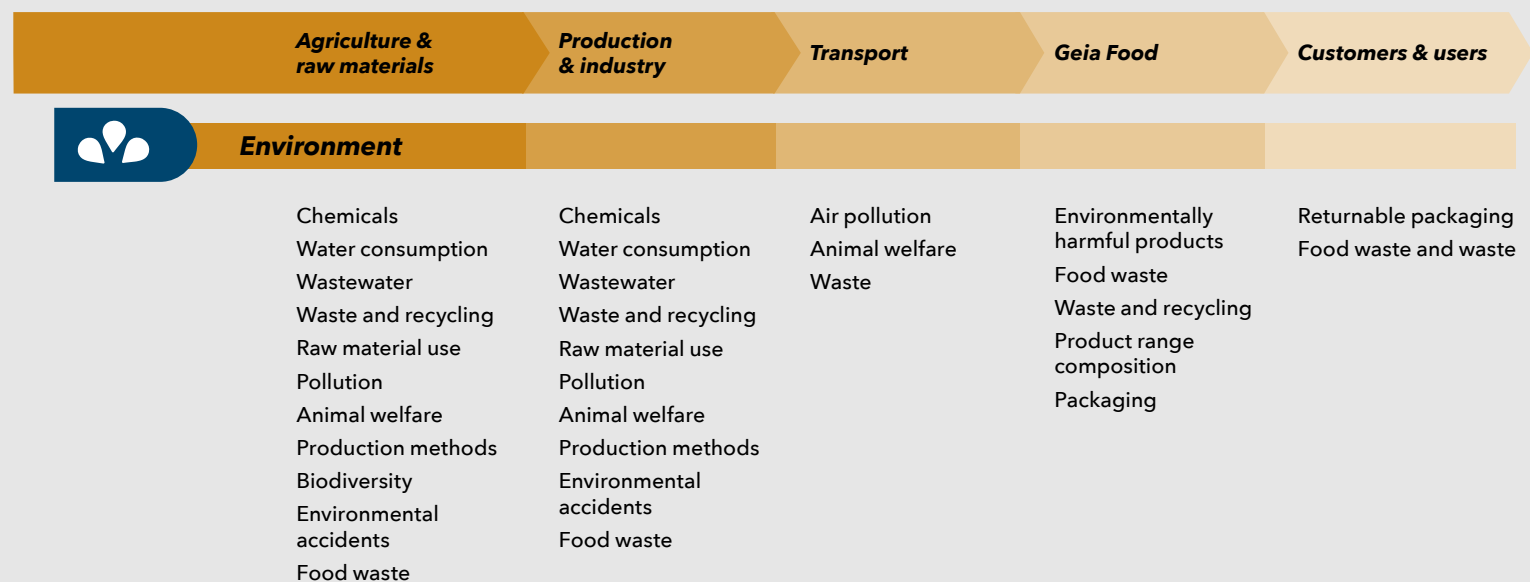 Agriculture &
raw materials
Production
& industry
Transport
Geia Food
Customers & users
Environment
Chemicals
Water consumption
Wastewater
Waste and recycling
Raw material use
Pollution
Animal welfare
Production methods
Biodiversity
Environmental
accidents
Food waste
Chemicals
Water consumption
Wastewater
Waste and recycling
Raw material use
Pollution
Animal welfare
Production methods
Environmental
accidents
Food waste
Air pollution
Animal welfare
Waste
Environmentally
harmful products
Food waste
Waste and recycling
Product range
composition
Packaging
Returnable packaging
Food waste and waste